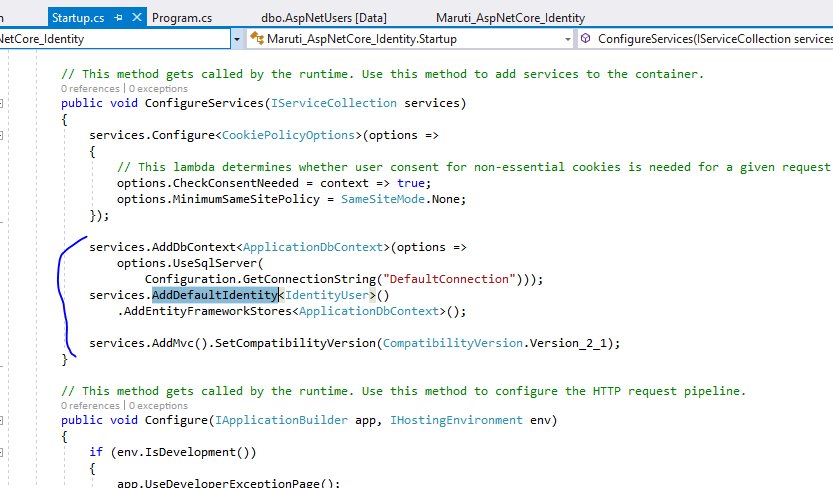 n
Startup.cs
Program.cs
dbo.AspNetUsers [Data]
Maruti_AspNetCore_Identity
NetCore_Identity
Maruti_AspNetCore_Identity.Startup
ConfigureServices(IServiceCollection services
// This method gets called by the runtime. Use this method to add services to the container.
0 references | 0 exceptions
public void ConfigureServices(IServiceCollection services)
{
services.Configure<CookiePolicyOptions>(options =>
{
// This lambda determines whether user consent for non-essential cookies is needed for a given request
options.CheckConsentNeeded = context => true;
options.MinimumSameSitePolicy = SameSiteMode.None;
});
services.AddDbContext<ApplicationDbContext>(options =>
options.UseSqlServer(
Configuration.GetConnectionString("DefaultConnection")));
services.AddDefaultIdentity<IdentityUser>()
.AddEntityFrameworkStores<ApplicationDbContext>();
services.AddMvc().SetCompatibilityVersion(CompatibilityVersion.Version_2_1);
}
// This method gets called by the runtime. Use this method to configure the HTTP request pipeline.
0 references | 0 exceptions
public void Configure(IApplicationBuilder app, IHostingEnvironment env)
{
if (env.IsDevelopment())
{
app.UseDeveloperExceptionPage();